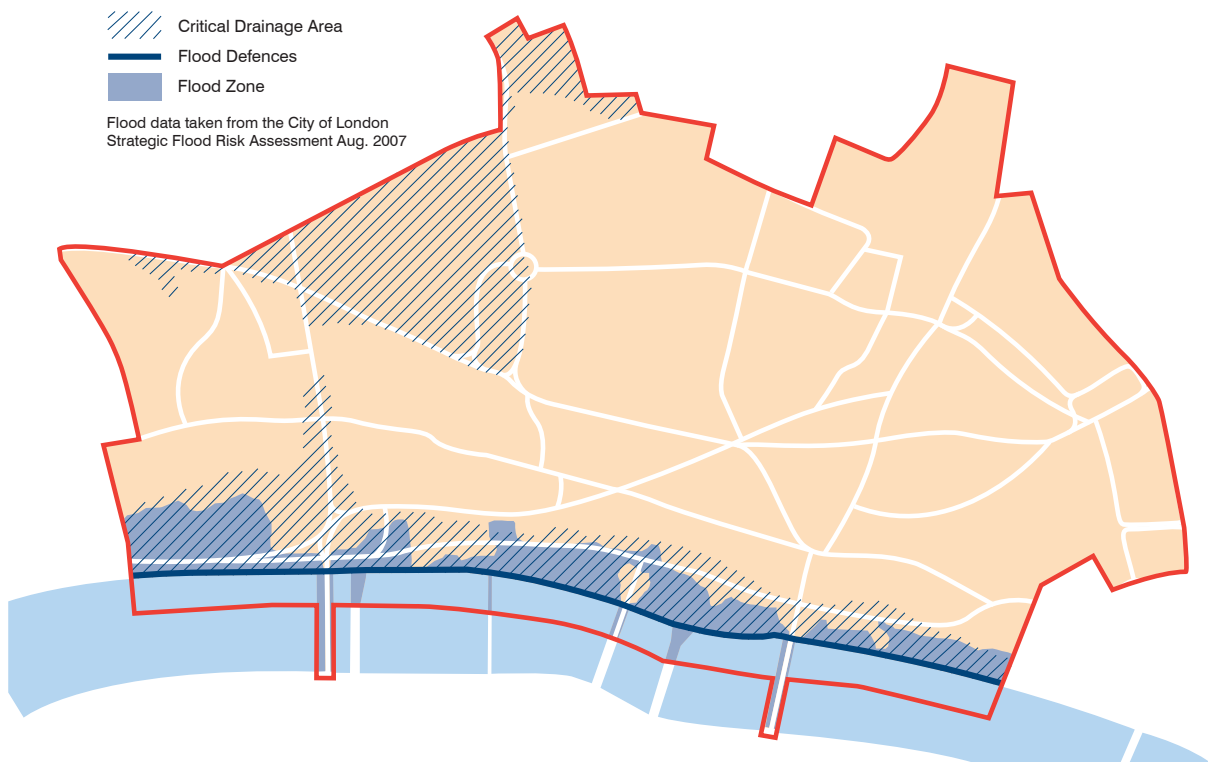 Critical Drainage Area
Flood Defences
Flood Zone
Flood data taken from the City of London
Strategic Flood Risk Assessment Aug. 2007